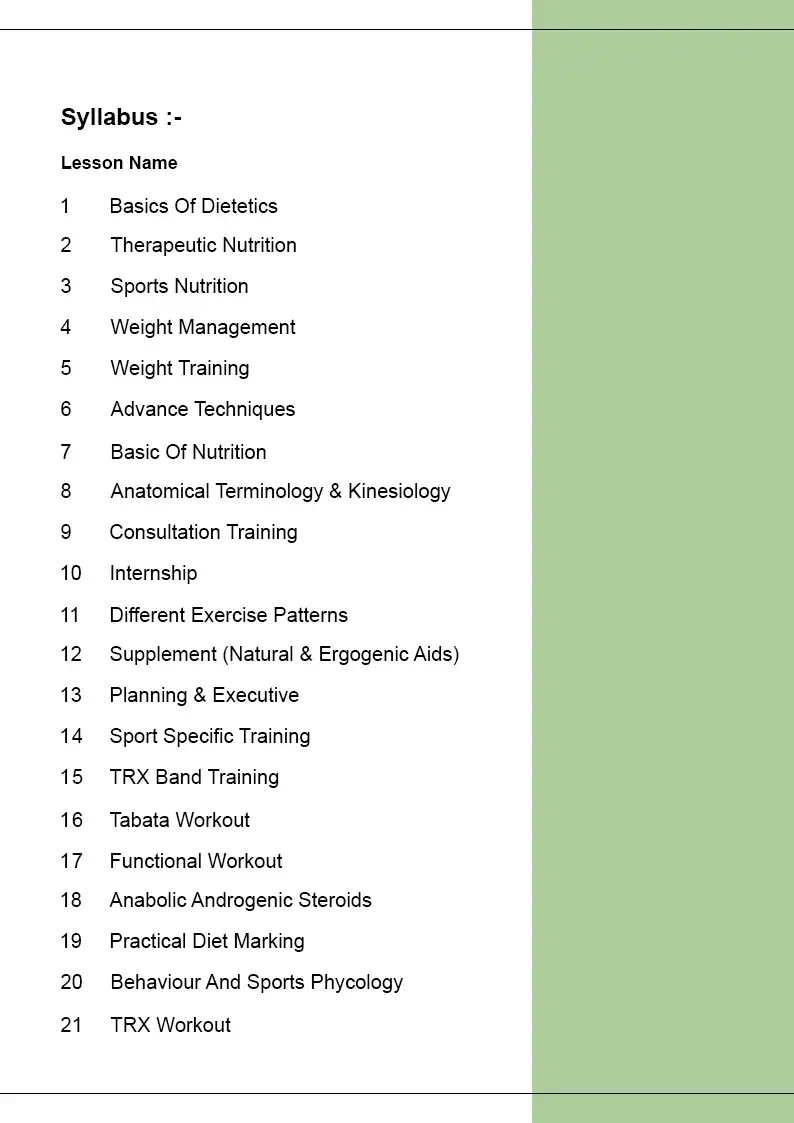 Syllabus :-
Lesson Name
1 Basics Of Dietetics
2 Therapeutic Nutrition
3 Sports Nutrition
4 Weight Management
5 Weight Training
6 Advance Techniques
7 Basic Of Nutrition
8 Anatomical Terminology & Kinesiology
9 Consultation Training
10 Internship
11 Different Exercise Patterns
12 Supplement (Natural & Ergogenic Aids)
13 Planning & Executive
14 Sport Specific Training
15 TRX Band Training
16 Tabata Workout
17 Functional Workout
18 Anabolic Androgenic Steroids
19 Practical Diet Marking
20 Behaviour And Sports Phycology
21 TRX Workout